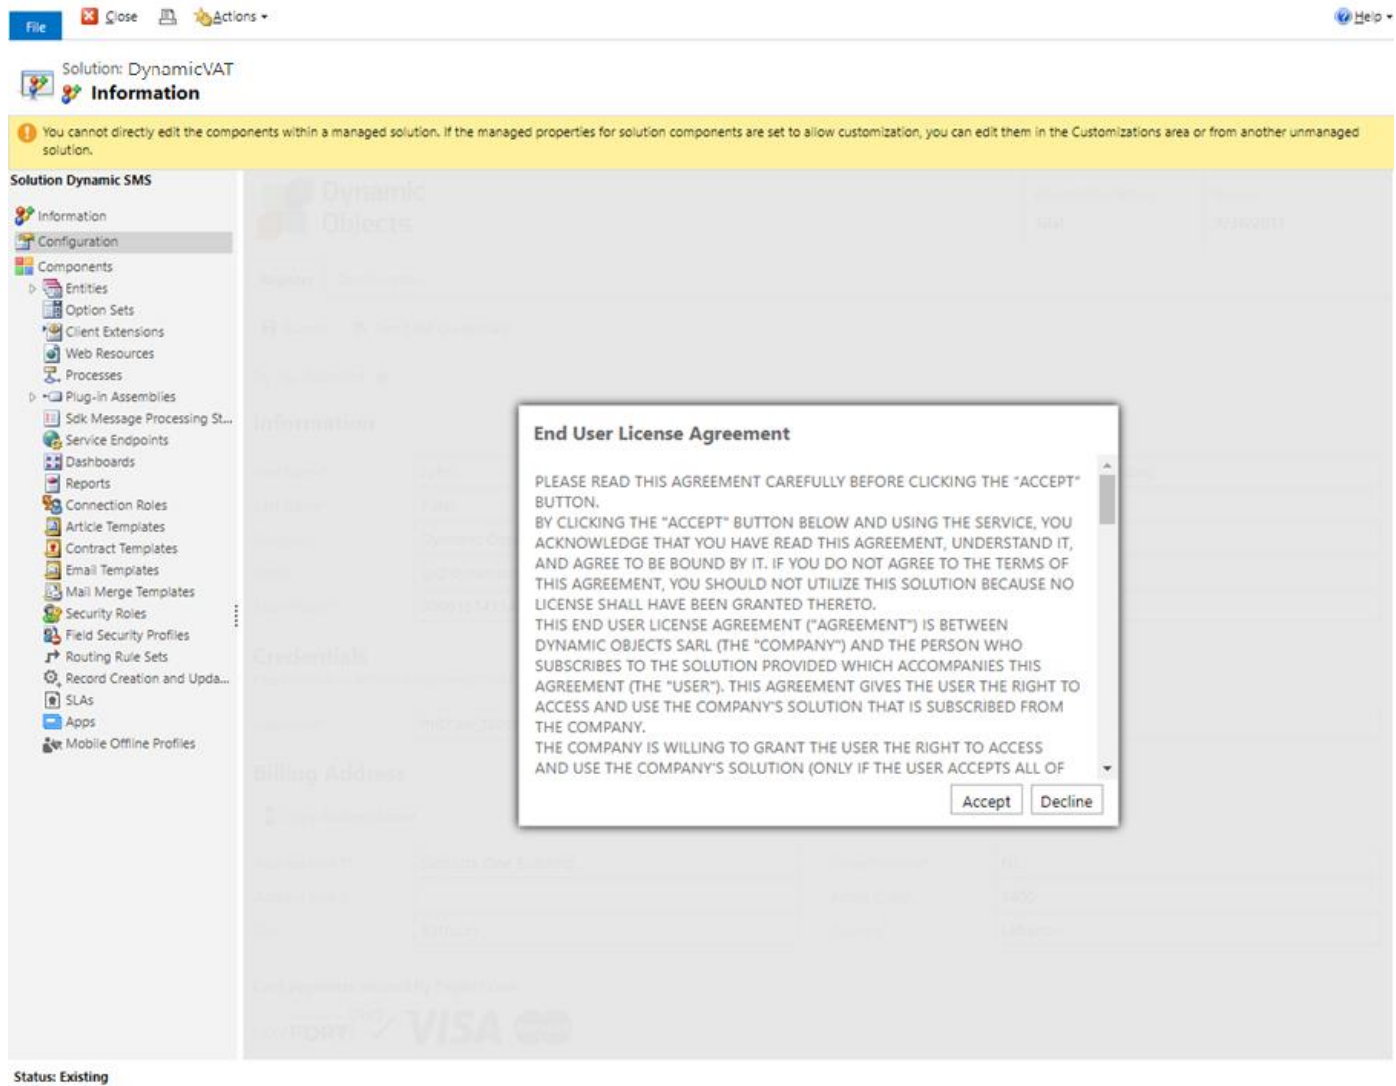 File
Close
Actions
Help
Solution: DynamicVAT
Information
You cannot directly edit the components within a managed solution. If the managed properties for solution components are set to allow customization, you can edit them in the Customizations area or from another unmanaged
solution.
Solution Dynamic SMS
Information
Configuration
Components
Entities
Option Sets
Client Extensions
Web Resources
Processes
Plug-in Assemblies
Sdk Message Processing St...
Service Endpoints
Dashboards
Reports
Connection Roles
Article Templates
Contract Templates
Email Templates
Mail Merge Templates
Security Roles
Field Security Profiles
Routing Rule Sets
Record Creation and Upda...
SLAs
Apps
Mobile Offline Profiles
Dynamic
Objects
Information
Credentials
Billing Address
VISA
End User License Agreement
PLEASE READ THIS AGREEMENT CAREFULLY BEFORE CLICKING THE "ACCEPT"
BUTTON.
BY CLICKING THE "ACCEPT" BUTTON BELOW AND USING THE SERVICE, YOU
ACKNOWLEDGE THAT YOU HAVE READ THIS AGREEMENT, UNDERSTAND IT,
AND AGREE TO BE BOUND BY IT. IF YOU DO NOT AGREE TO THE TERMS OF
THIS AGREEMENT, YOU SHOULD NOT UTILIZE THIS SOLUTION BECAUSE NO
LICENSE SHALL HAVE BEEN GRANTED THERETO.
THIS END USER LICENSE AGREEMENT ("AGREEMENT") IS BETWEEN
DYNAMIC OBJECTS SARL (THE "COMPANY") AND THE PERSON WHO
SUBSCRIBES TO THE SOLUTION PROVIDED WHICH ACCOMPANIES THIS
AGREEMENT (THE "USER"). THIS AGREEMENT GIVES THE USER THE RIGHT TO
ACCESS AND USE THE COMPANY'S SOLUTION THAT IS SUBSCRIBED FROM
THE COMPANY.
THE COMPANY IS WILLING TO GRANT THE USER THE RIGHT TO ACCESS
AND USE THE COMPANY'S SOLUTION (ONLY IF THE USER ACCEPTS ALL OF
Accept
Decline
Status: Existing